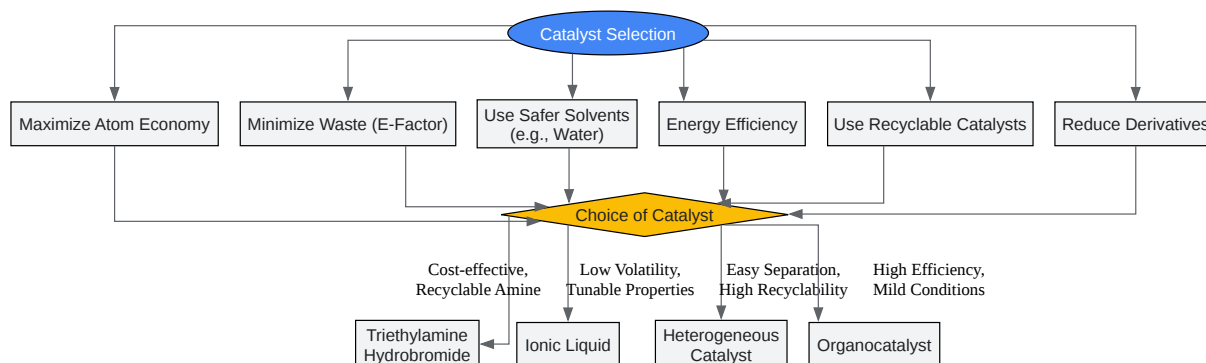 Catalyst Selection
Maximize Atom Economy
Minimize Waste (E-Factor)
Use Safer Solvents
(e.g., Water)
Energy Efficiency
Use Recyclable Catalysts
Reduce Derivatives
Choice of Catalyst
Cost-effective,
Recyclable Amine
Low Volatility,
Tunable Properties
Easy Separation,
High Recyclability
High Efficiency,
Mild Conditions
Triethylamine
Hydrobromide
Ionic Liquid
Heterogeneous
Catalyst
Organocatalyst